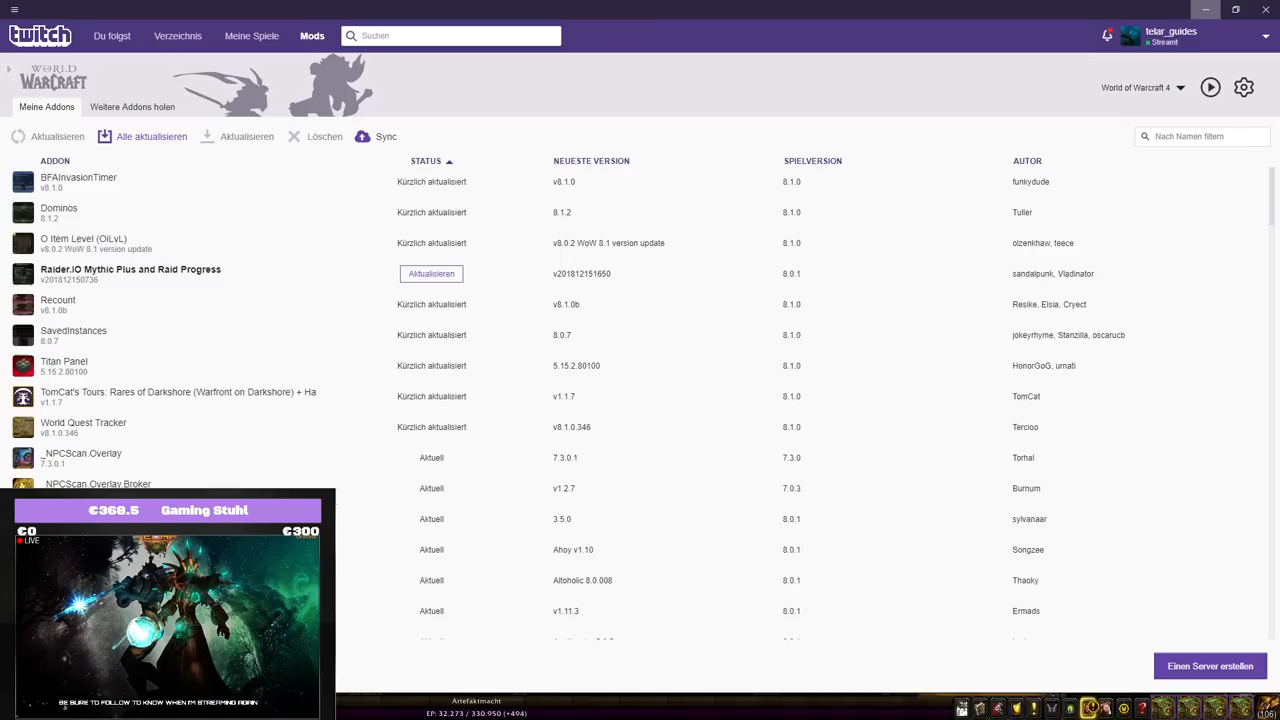 twitch Du folgst Verzeichnis Meine Spiele Mods Suchen telar_guides
Streaml
WORLD
WARCRAFT
World of Warcraft 4
Meine Addons Weitere Addons holen
Aktualisieren Alle aktualisieren Aktualisieren Löschen Sync Nach Namen filtern
ADDON STATUS NEUESTE VERSION SPIELVERSION AUTOR
BFAInvasionTimer
v8.1.0
Kürzlich aktualisiert v8.1.0 8.1.0 funkydude
Dominos
8.1.2
Kürzlich aktualisiert 8.1.2 8.1.0 Tuller
O Item Level (OiLvL)
v8.0.2 WoW 8.1 version update
Kürzlich aktualisiert v8.0.2 WoW 8.1 version update 8.1.0 olzenkhaw, teece
Raider.IO Mythic Plus and Raid Progress
v201812150736
Aktualisieren v201812151650 8.0.1 sandalpunk, Vladinator
Recount
v8.1.0b
Kürzlich aktualisiert v8.1.0b 8.1.0 Resike, Elsia, Cryect
SavedInstances
8.0.7
Kürzlich aktualisiert 8.0.7 8.1.0 jokeyrhyme, Stanzilla, oscarucb
Titan Panel
5.15.2.80100
Kürzlich aktualisiert 5.15.2.80100 8.1.0 HonorGoG, urnati
TomCat's Tours: Rares of Darkshore (Warfront on Darkshore) + Ha
v1.1.7
Kürzlich aktualisiert v1.1.7 8.1.0 TomCat
World Quest Tracker
v8.1.0.346
Kürzlich aktualisiert v8.1.0.346 8.1.0 Tercioo
_NPCScan.Overlay
7.3.0.1
Aktuell 7.3.0.1 7.3.0 Torhal
_NPCScan.Overlay.Broker
Aktuell v1.2.7 7.0.3 Burnum
Aktuell 3.5.0 8.0.1 sylvanaar
Aktuell Ahoy v1.10 8.0.1 Songzee
Aktuell Altoholic 8.0.008 8.0.1 Thaoky
Aktuell v1.11.3 8.0.1 Ermads
€368.5 Gaming Stuhl
€0 €300
LIVE
BE SURE TO FOLLOW TO KNOW WHEN I'M STREAMING AGAIN
Einen Server erstellen
Artefaktmacht
EP: 32.273 / 330.950 (+494)
(106)